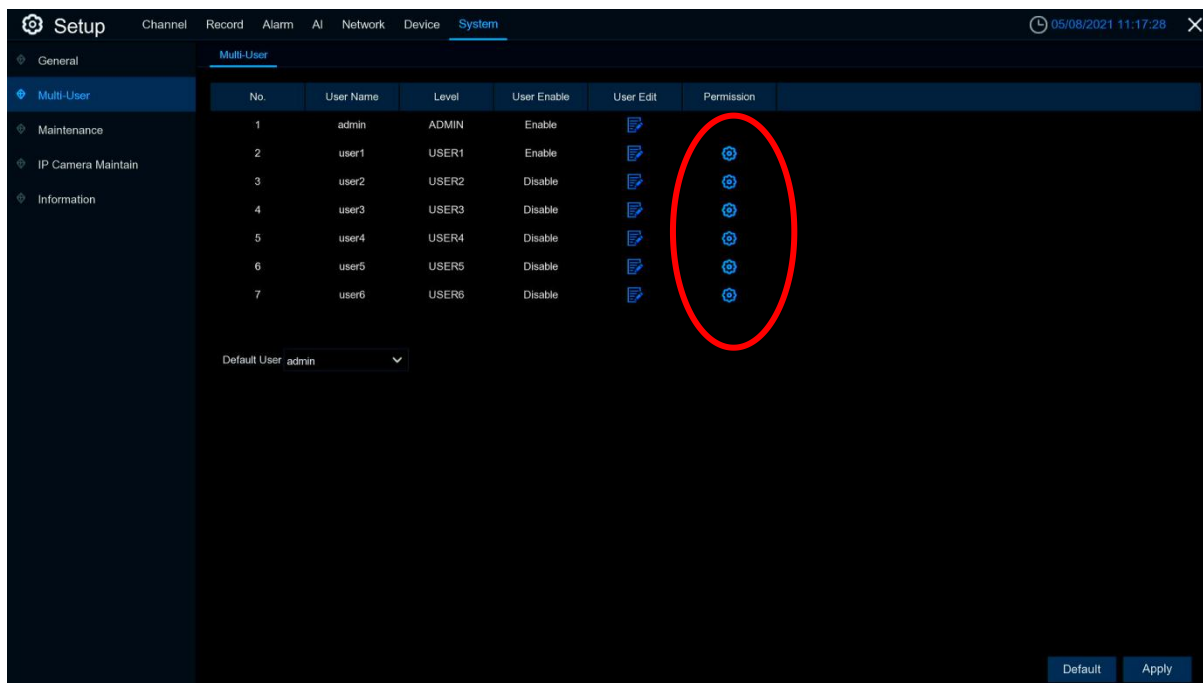 Setup Channel Record Alarm AI Network Device System 05/08/2021 11:17:28
General
Multi-User
Maintenance
IP Camera Maintain
Information
Multi-User
No. User Name Level User Enable User Edit Permission
1 admin ADMIN Enable
2 user1 USER1 Enable
3 user2 USER2 Disable
4 user3 USER3 Disable
5 user4 USER4 Disable
6 user5 USER5 Disable
7 user6 USER6 Disable
Default User admin
Default Apply